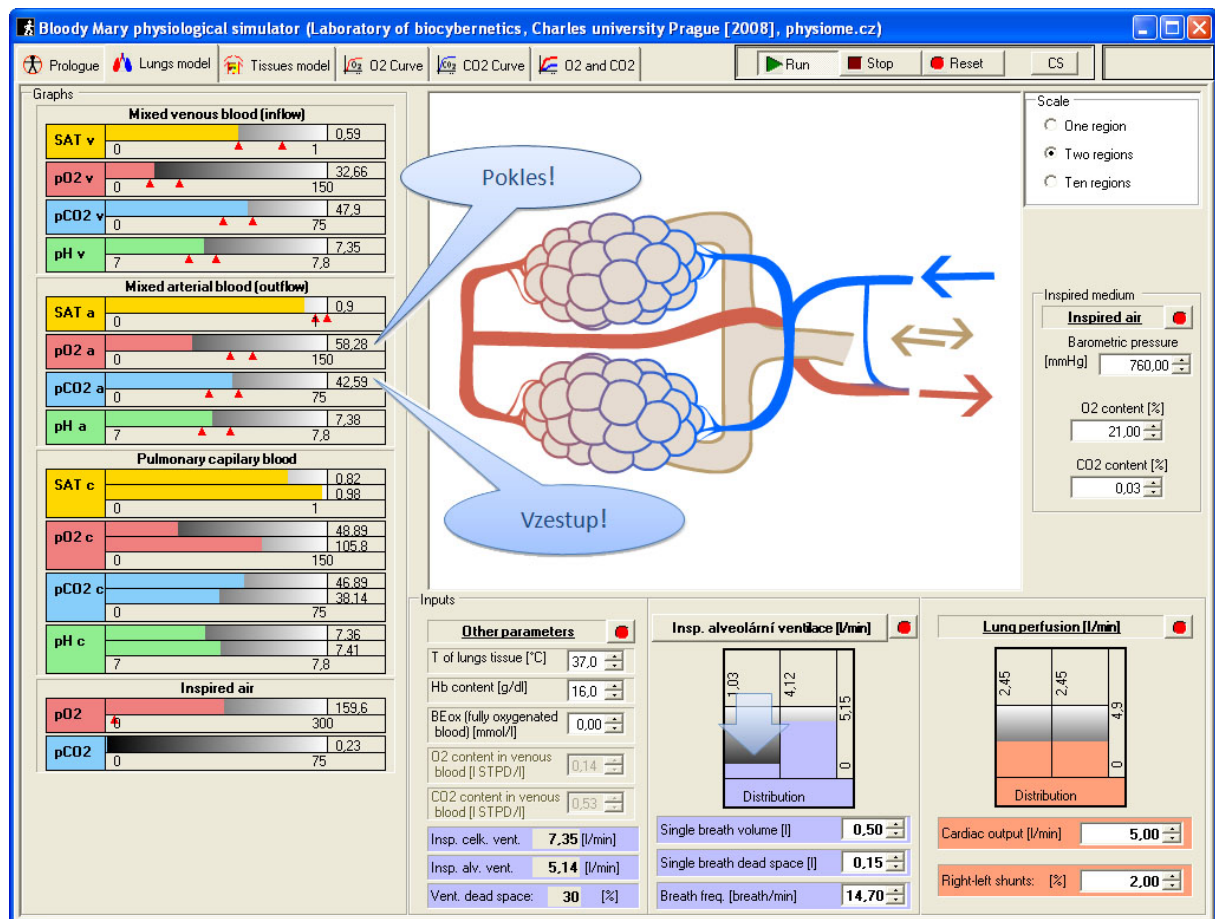 Bloody Mary physiological simulator (Laboratory of biocybernetics, Charles university Prague [2008], physiome.cz)
Prologue Lungs model Tissues model O2 Curve CO2 Curve O2 and CO2 Run Stop Reset CS
Graphs
Mixed venous blood (inflow)
SAT v 0,59
0 1
pO2 v 32,66
0 150
pCO2 v 47,9
0 75
pH v 7,35
7 7,8
Mixed arterial blood (outflow)
SAT a 0,9
0 1
pO2 a 58,28
0 150
pCO2 a 42,59
0 75
pH a 7,38
7 7,8
Pulmonary capilary blood
SAT c 0.82
0.98
0 1
pO2 c 48.89
105.8
0 150
pCO2 c 46.89
38.14
0 75
pH c 7.36
7.41
7 7,8
Inspired air
pO2 159,6
0 300
pCO2 0,23
0 75
Pokles!
Vzestup!
Scale
One region
Two regions
Ten regions
Inspired medium
Inspired air
Barometric pressure
[mmHg] 760,00
O2 content [%]
21,00
CO2 content [%]
0,03
Inputs
Other parameters
T of lungs tissue [°C] 37,0
Hb content [g/dl] 16,0
BEox (fully oxygenated
blood) [mmol/l] 0,00
O2 content in venous
blood [l STPD/l] 0,14
CO2 content in venous
blood [l STPD/l] 0,53
Insp. celk. vent. 7,35 [l/min]
Insp. alv. vent. 5,14 [l/min]
Vent. dead space: 30 [%]
Insp. alveolární ventilace [l/min]
1,03 4,12 5,15 0
Distribution
Single breath volume [l] 0,50
Single breath dead space [l] 0,15
Breath freq. [breath/min] 14,70
Lung perfusion [l/min]
2,45 2,45 4,9 0
Distribution
Cardiac output [l/min] 5,00
Right-left shunts: [%] 2,00